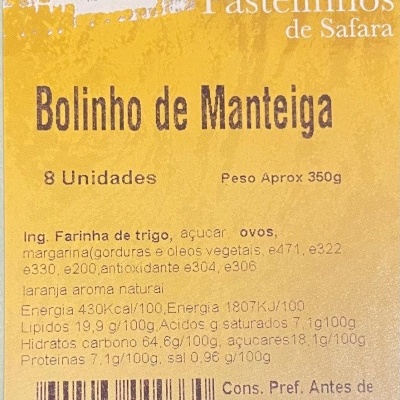 Pastelinhos
de Safara
Bolinho de Manteiga
8 Unidades Peso Aprox 350g
Ing. Farinha de trigo, açucar ovos,
margarina(gorduras e oleos vegetais, e471, e322
e330, e200,antioxidante e304, e306
laranja aroma natural
Energia 430Kcal/100,Energia 1807KJ/100
Lipidos 19,9 g/100g,Acidos g saturados 7,1g100g
Hidratos carbono 64,6g/100g, açucares18,1g/100g
Proteinas 7,1g/100g, sal 0,96 g/100g
Cons. Pref. Antes de